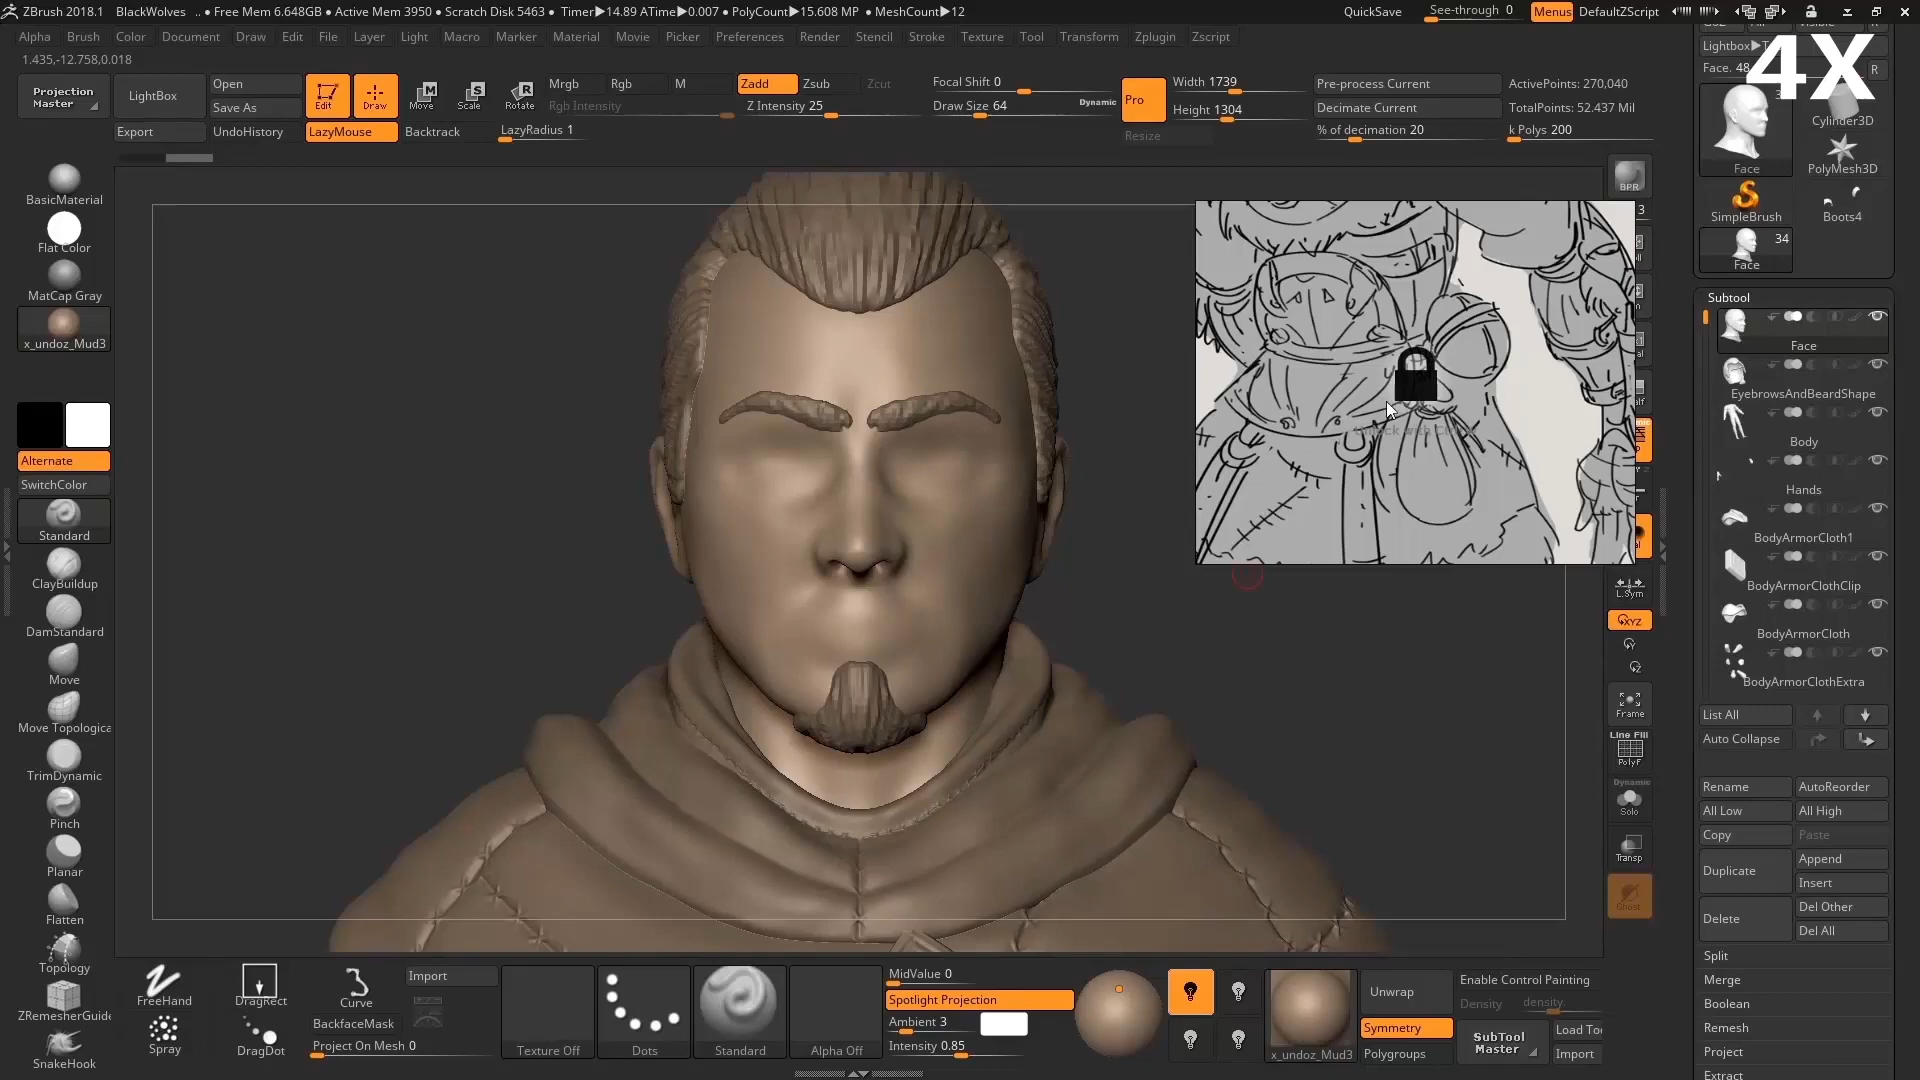 ZBrush 2018.1 BlackWolves .. • Free Mem 6.648GB • Active Mem 3950 • Scratch Disk 5463 • Timer▶14.89 ATime▶0.007 • PolyCount▶15.608 MP • MeshCount▶12
QuickSave See-through 0 Menus DefaultZScript
Alpha Brush Color Document Draw Edit File Layer Light Macro Marker Material Movie Picker Preferences Render Stencil Stroke Texture Tool Transform Zplugin Zscript
1.435,-12.758,0.018
Projection Master
LightBox
Open
Save As
Export
UndoHistory
Edit
Draw
Move
Scale
Rotate
LazyMouse
Backtrack
LazyRadius 1
Mrgb Rgb M
Rgb Intensity
Zadd Zsub Zcut
Z Intensity 25
Focal Shift 0
Draw Size 64
Dynamic
Pro
Width 1739
Height 1304
Resize
Pre-process Current
Decimate Current
% of decimation 20
ActivePoints: 270,040
TotalPoints: 52.437 Mil
k Polys 200
4X
Face. 48
R
Face
Cylinder3D
PolyMesh3D
SimpleBrush
Boots4
34
Face
Subtool
Face
EyebrowsAndBeardShape
Body
Hands
BodyArmorCloth1
BodyArmorClothClip
BodyArmorCloth
BodyArmorClothExtra
List All
Auto Collapse
Rename AutoReorder
All Low All High
Copy Paste
Duplicate
Append
Insert
Delete
Del Other
Del All
Split
Merge
Boolean
Remesh
Project
Extract
BasicMaterial
Flat Color
MatCap Gray
x_undoz_Mud3
Alternate
SwitchColor
Standard
ClayBuildup
DamStandard
Move
Move Topologica
TrimDynamic
Pinch
Planar
Flatten
Topology
ZRemesherGuide
SnakeHook
BPR
L.Sym
XYZ
Frame
Line Fill
PolyF
Dynamic
Solo
Transp
Ghost
FreeHand
Spray
DragRect
DragDot
Curve
BackfaceMask
Project On Mesh 0
Import
Texture Off
Dots
Standard
Alpha Off
MidValue 0
Spotlight Projection
Ambient 3
Intensity 0.85
x_undoz_Mud3
Unwrap
Symmetry
Polygroups
Enable Control Painting
Density density.
SubTool Master
Load To
Import